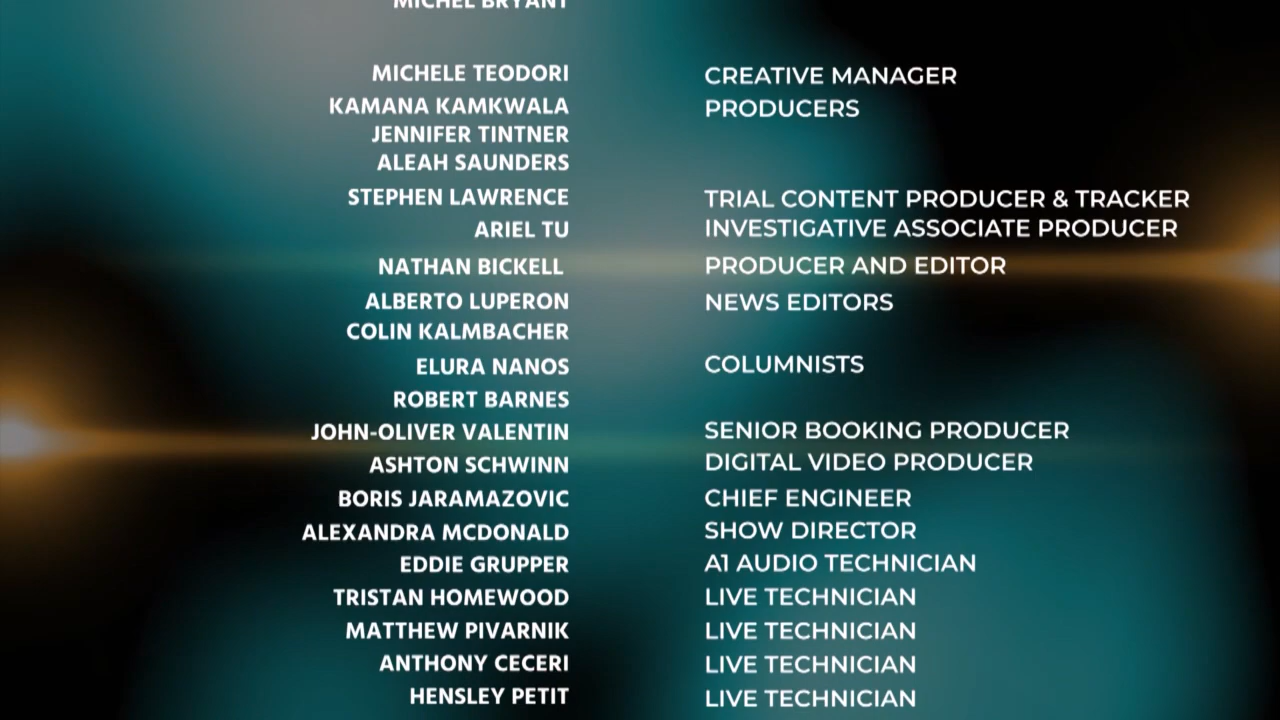 MICHEL BRYANT
MICHELE TEODORI CREATIVE MANAGER
KAMANA KAMKWALA PRODUCERS
JENNIFER TINTNER
ALEAH SAUNDERS
STEPHEN LAWRENCE TRIAL CONTENT PRODUCER & TRACKER
ARIEL TU INVESTIGATIVE ASSOCIATE PRODUCER
NATHAN BICKELL PRODUCER AND EDITOR
ALBERTO LUPERON NEWS EDITORS
COLIN KALMBACHER
ELURA NANOS COLUMNISTS
ROBERT BARNES
JOHN-OLIVER VALENTIN SENIOR BOOKING PRODUCER
ASHTON SCHWINN DIGITAL VIDEO PRODUCER
BORIS JARAMAZOVIC CHIEF ENGINEER
ALEXANDRA MCDONALD SHOW DIRECTOR
EDDIE GRUPPER A1 AUDIO TECHNICIAN
TRISTAN HOMEWOOD LIVE TECHNICIAN
MATTHEW PIVARNIK LIVE TECHNICIAN
ANTHONY CECERI LIVE TECHNICIAN
HENSLEY PETIT LIVE TECHNICIAN